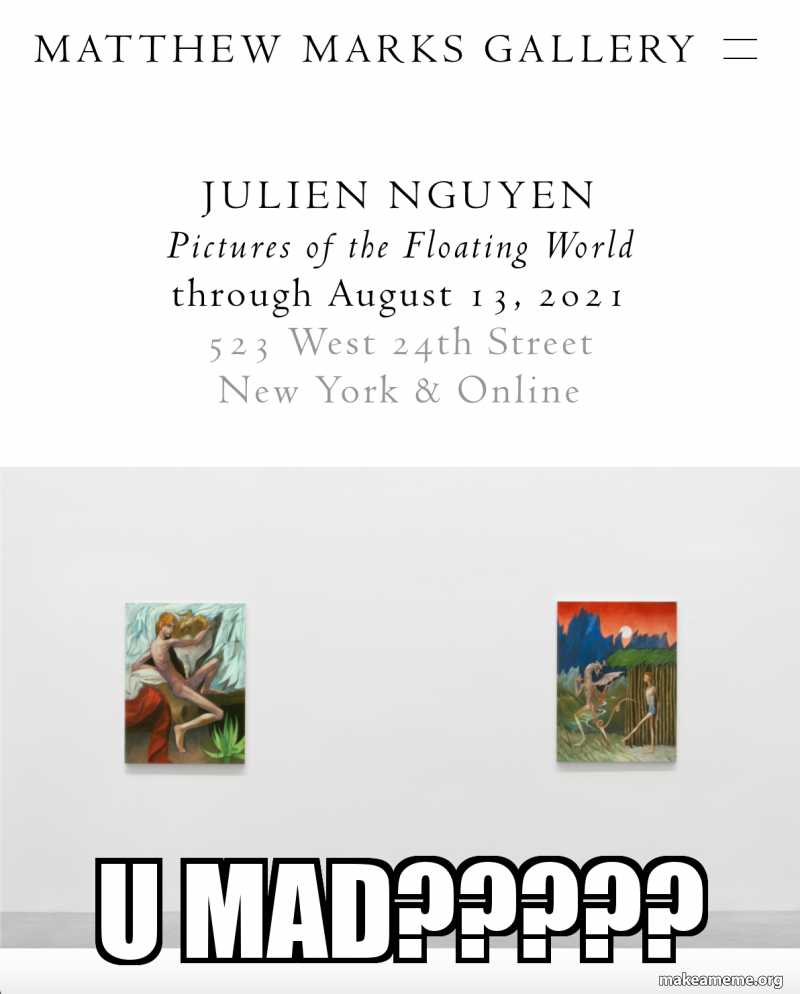 MATTHEW MARKS GALLERY
JULIEN NGUYEN
Pictures of the Floating World
through August 13, 2021
523 West 24th Street
New York & Online
U MAD?????
makeameme.org